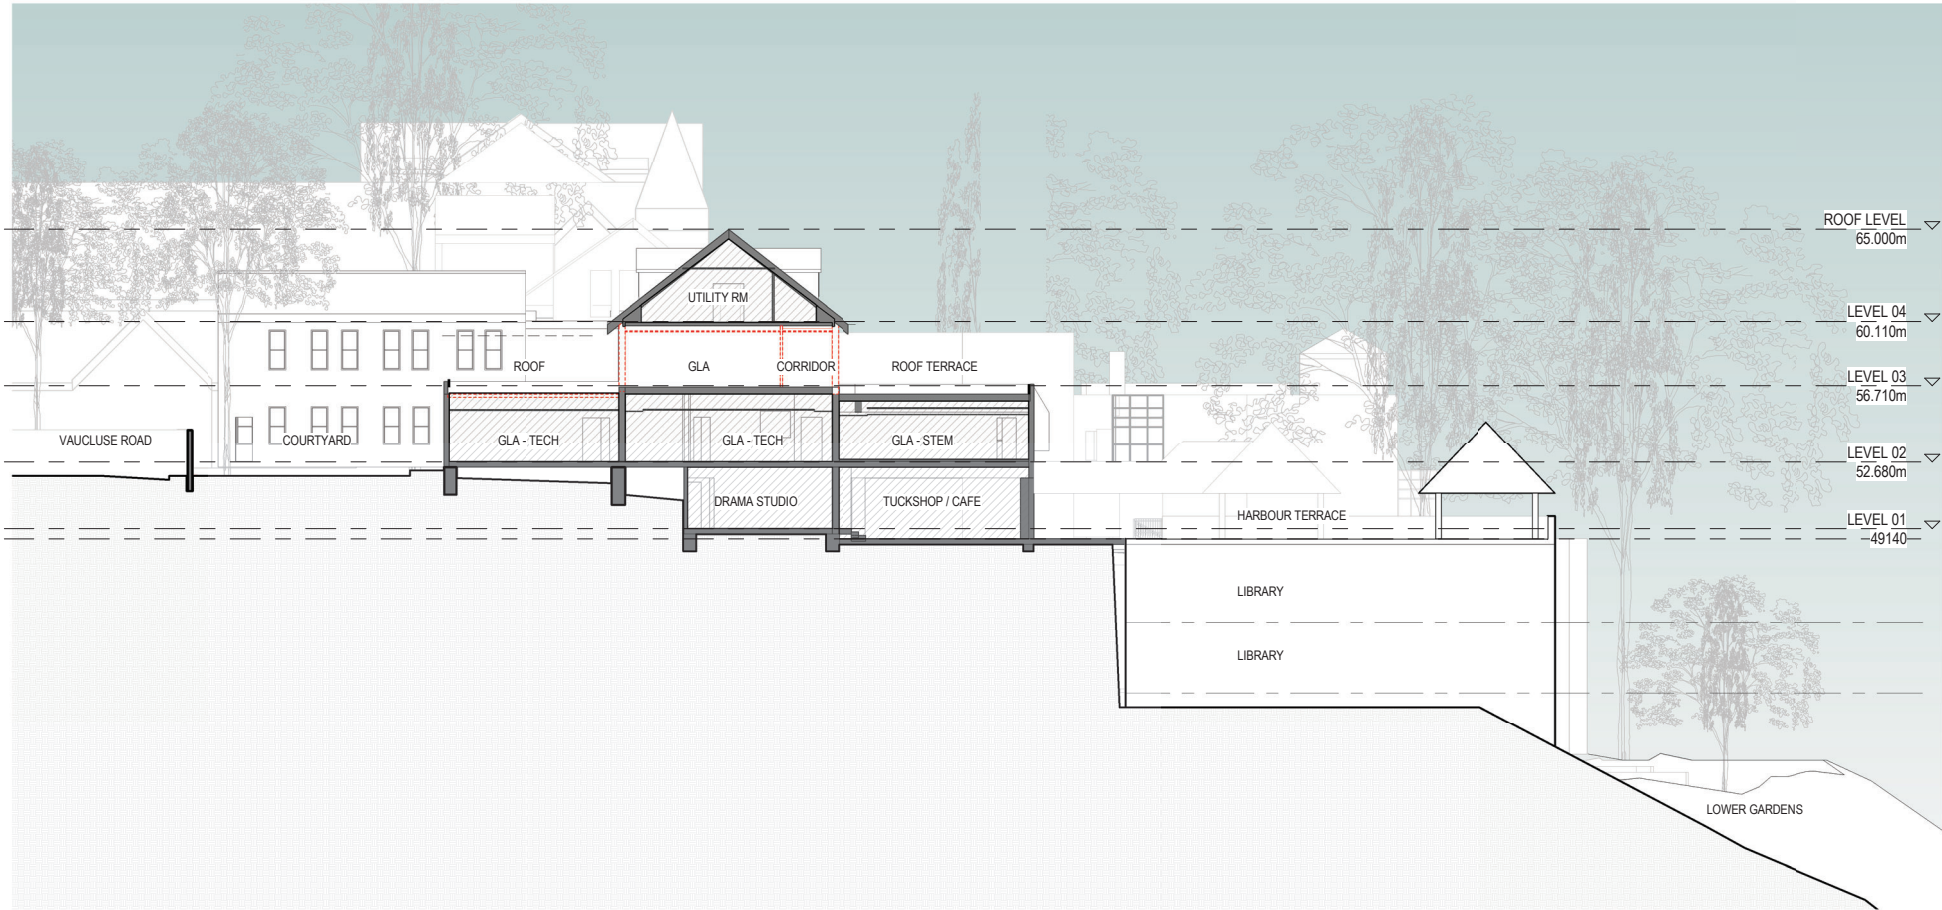 ROOF LEVEL
65.000m
UTILITY RM
LEVEL 04
60.110m
ROOF
GLA
CORRIDOR
ROOF TERRACE
LEVEL 03
56.710m
VAUCLUSE ROAD
COURTYARD
GLA - TECH
GLA - TECH
GLA - STEM
LEVEL 02
52.680m
DRAMA STUDIO
TUCKSHOP / CAFE
HARBOUR TERRACE
LEVEL 01
49140
LIBRARY
LIBRARY
LOWER GARDENS